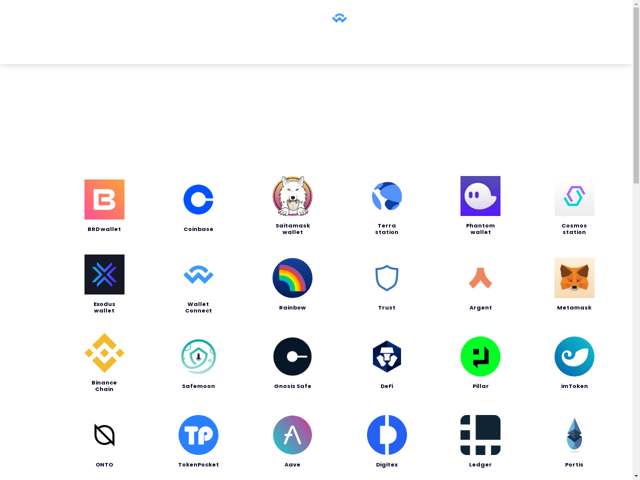 BRDwallet
Coinbase
Saitamask
wallet
Terra
station
Phantom
wallet
Cosmos
station
Exodus
wallet
Wallet
Connect
Rainbow
Trust
Argent
Metamask
Binance
Chain
Safemoon
Gnosis Safe
DeFi
Pillar
imToken
ONTO
TP
TokenPocket
Aave
Digitex
Ledger
Portis